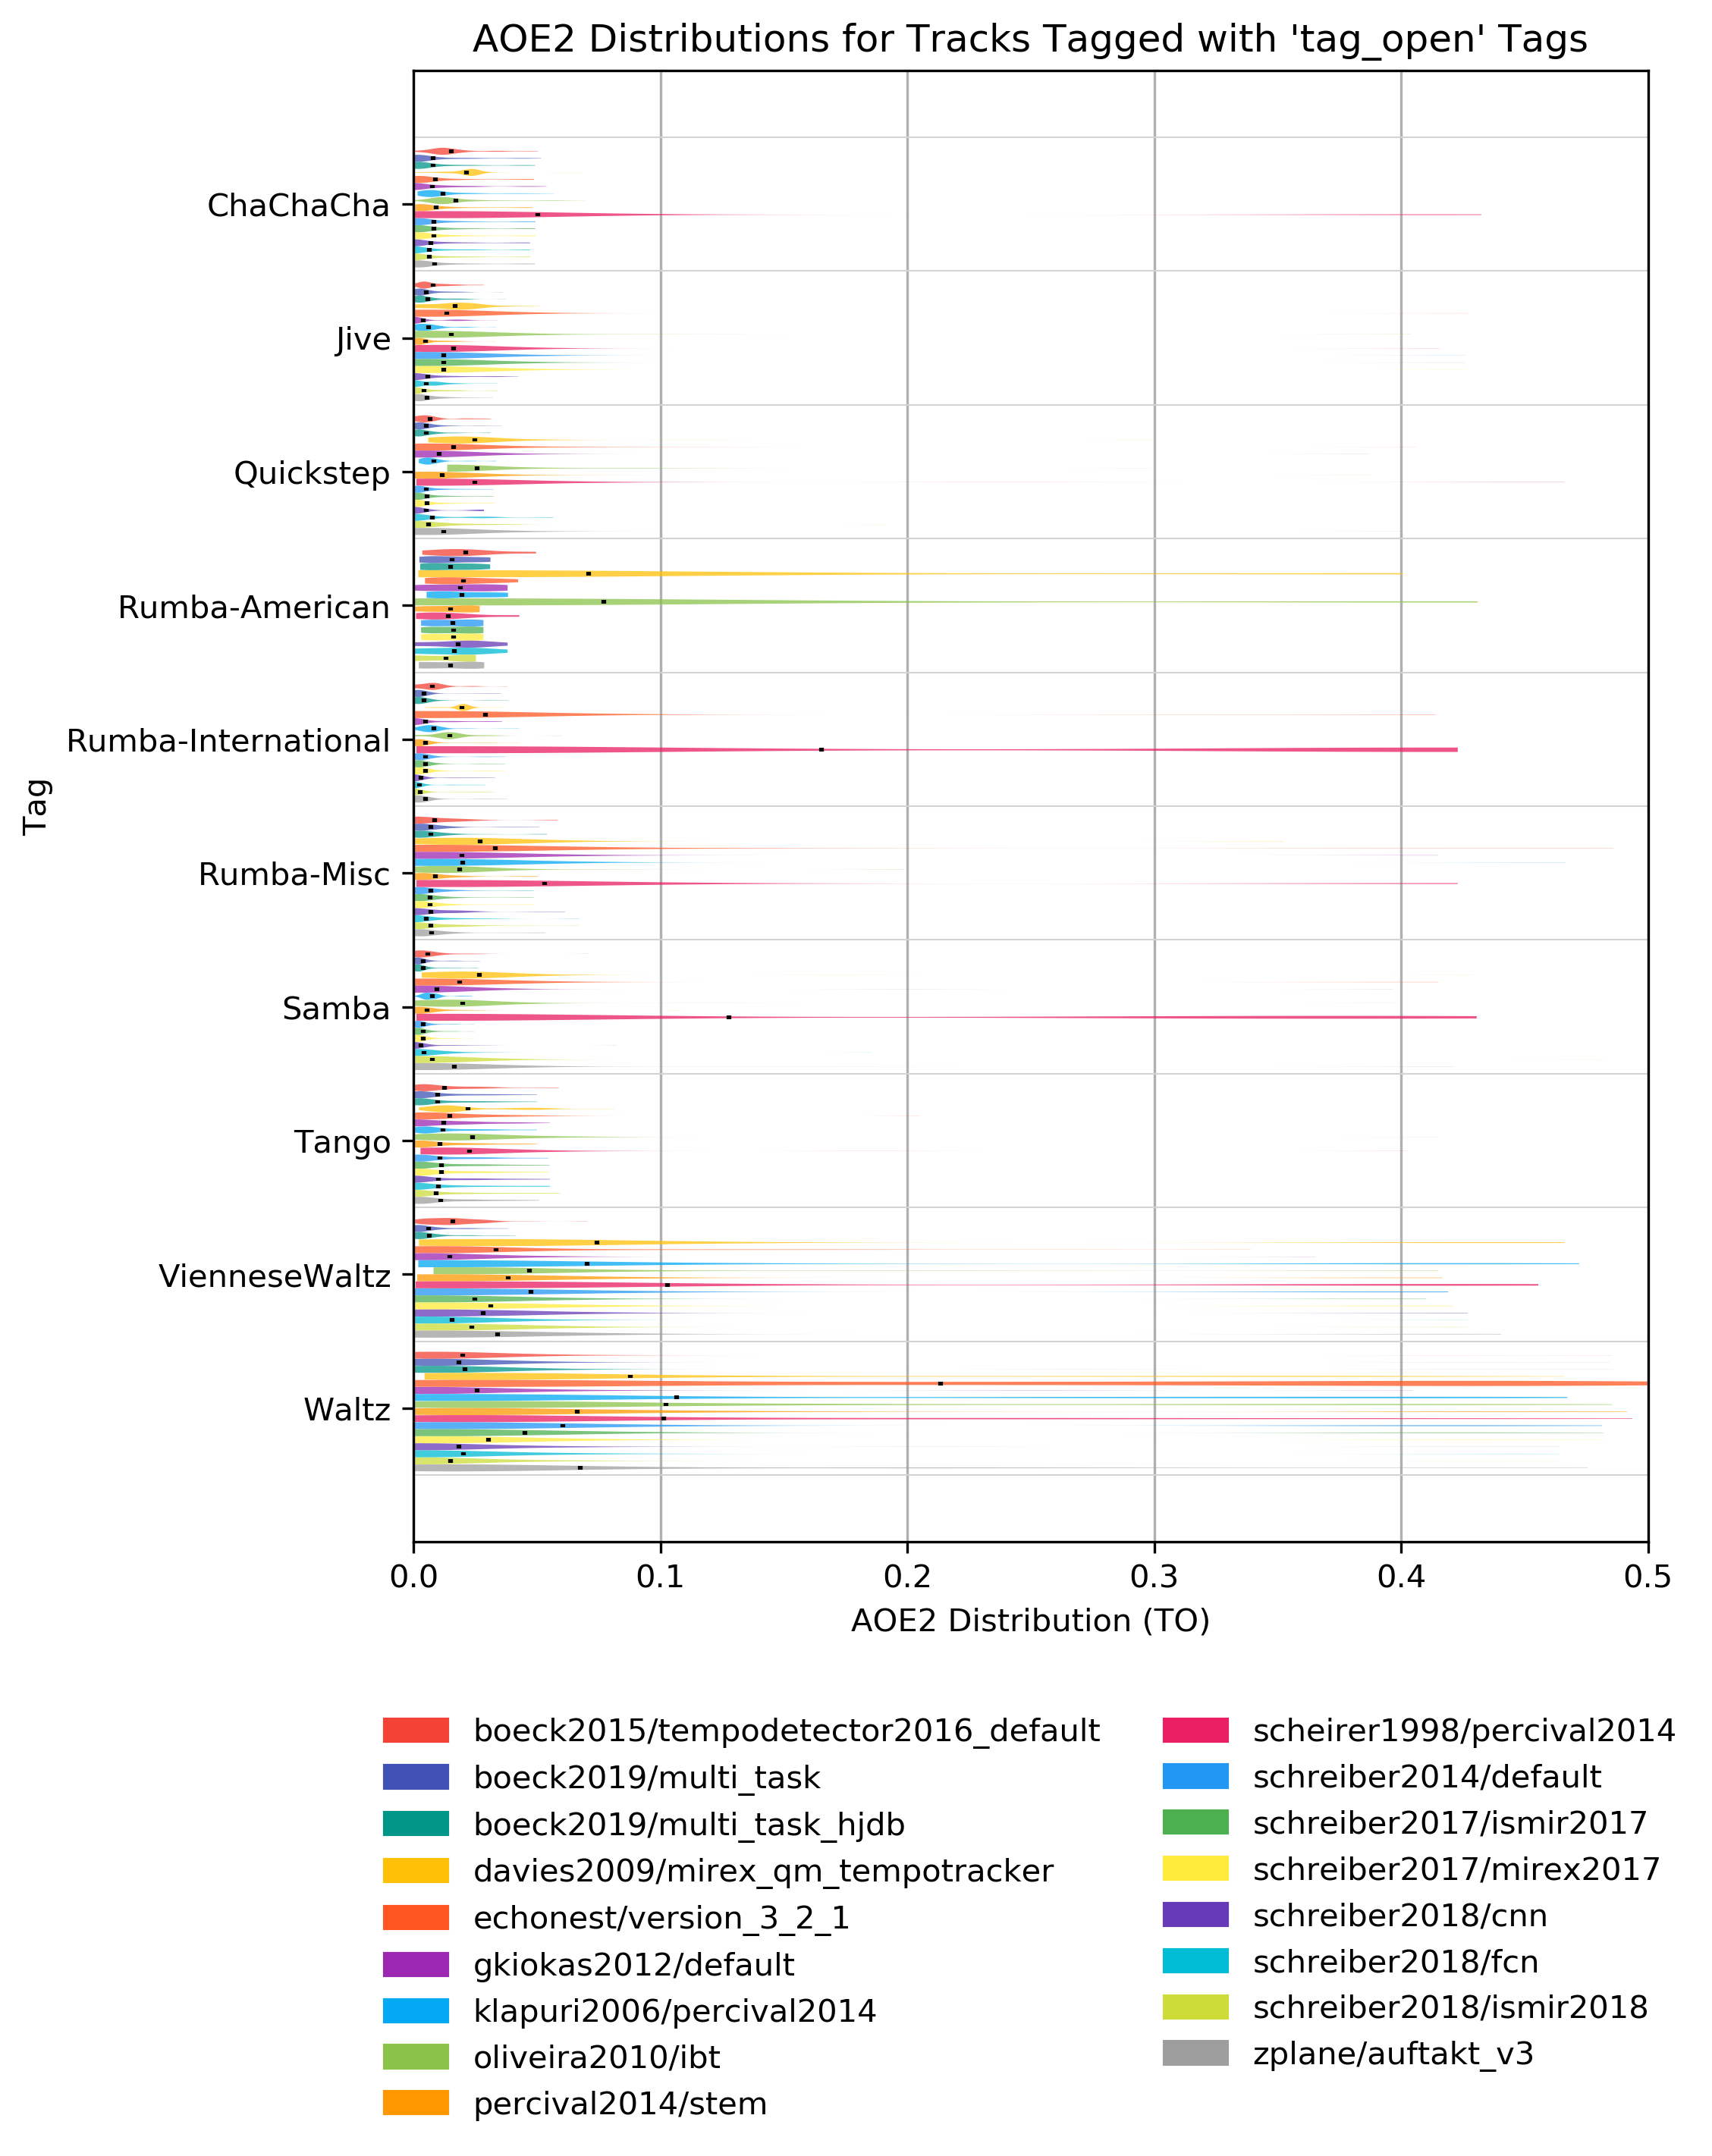 AOE2 Distributions for Tracks Tagged with 'tag_open' Tags
Tag
ChaChaCha
Jive
Quickstep
Rumba-American
Rumba-International
Rumba-Misc
Samba
Tango
VienneseWaltz
Waltz
0.0 0.1 0.2 0.3 0.4 0.5
AOE2 Distribution (TO)
boeck2015/tempodetector2016_default
boeck2019/multi_task
boeck2019/multi_task_hjdb
davies2009/mirex_qm_tempotracker
echonest/version_3_2_1
gkiokas2012/default
klapuri2006/percival2014
oliveira2010/ibt
percival2014/stem
scheirer1998/percival2014
schreiber2014/default
schreiber2017/ismir2017
schreiber2017/mirex2017
schreiber2018/cnn
schreiber2018/fcn
schreiber2018/ismir2018
zplane/auftakt_v3